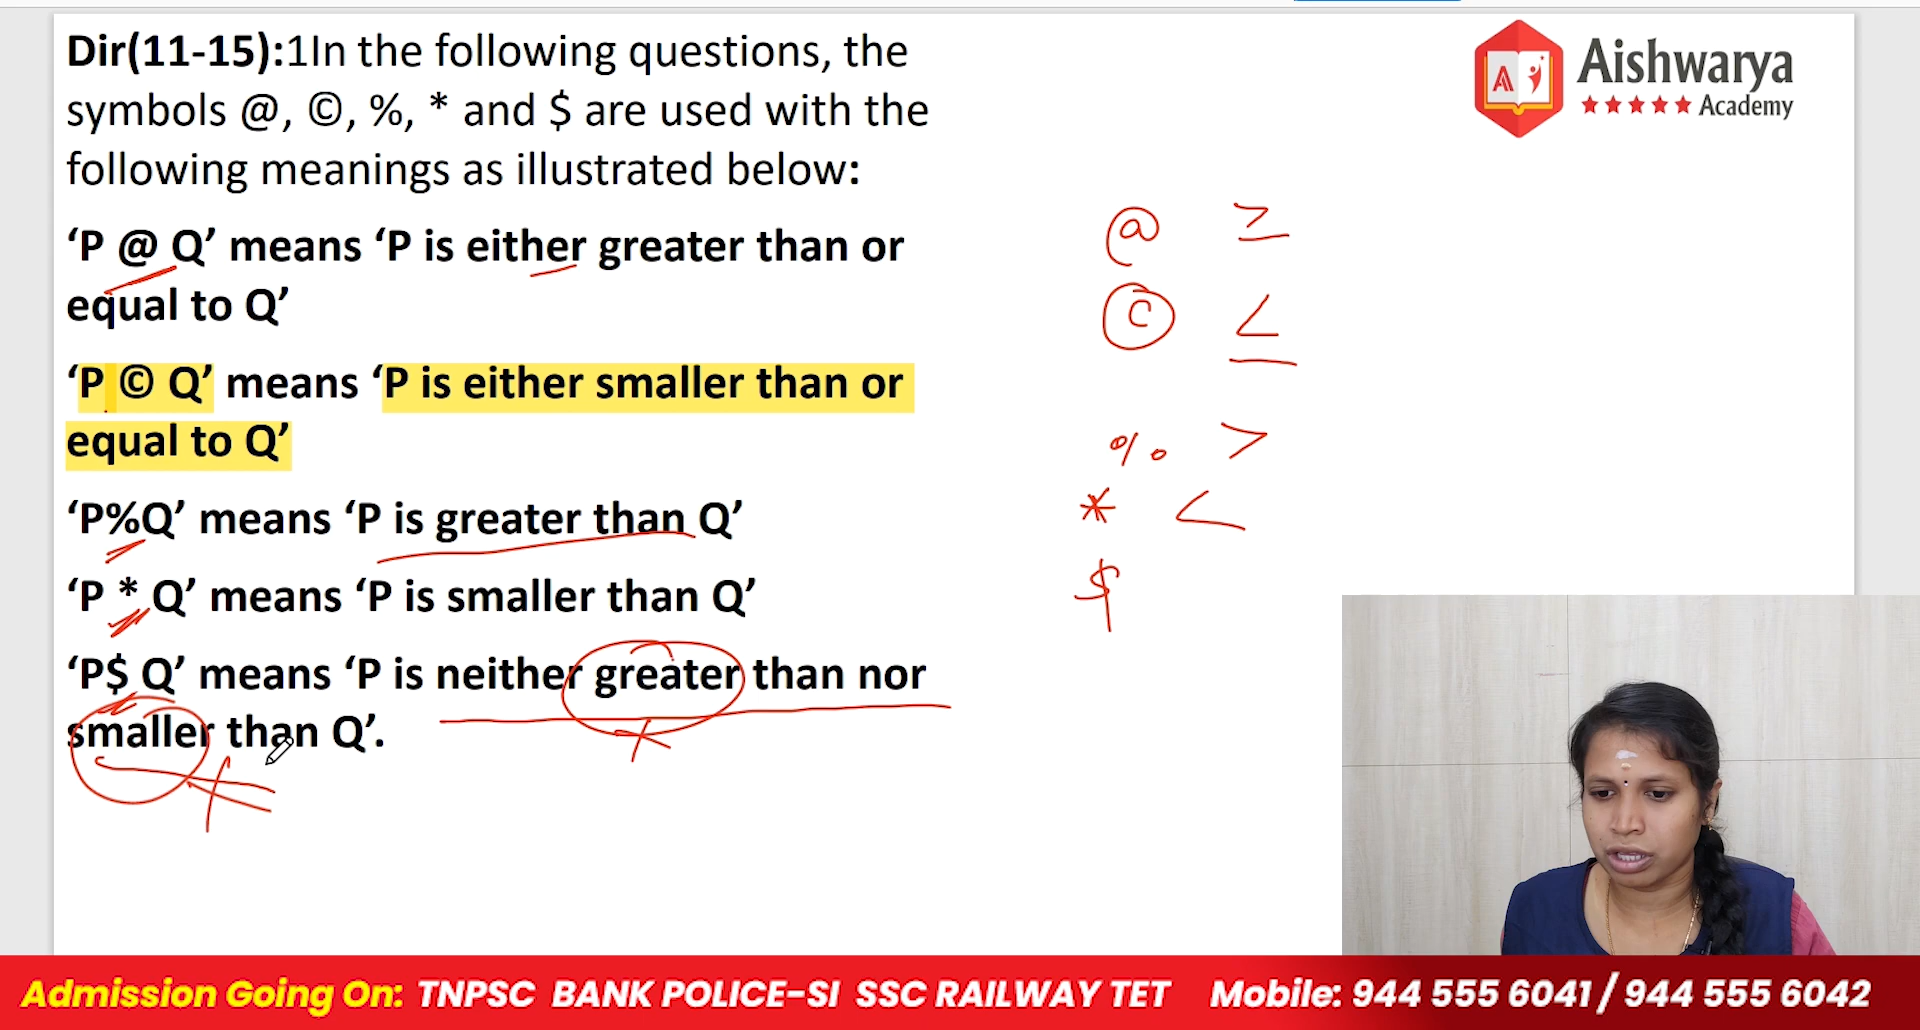 Dir(11-15):1In the following questions, the
symbols @, ©, %, * and $ are used with the
following meanings as illustrated below:
‘P @ Q’ means ‘P is either greater than or
equal to Q’
‘P © Q’ means ‘P is either smaller than or
equal to Q’
‘P%Q’ means ‘P is greater than Q’
‘P * Q’ means ‘P is smaller than Q’
‘P$ Q’ means ‘P is neither greater than nor
smaller than Q’.
@ ≥
© ≤
% >
* <
$
Aishwarya
Academy
Admission Going On: TNPSC BANK POLICE-SI SSC RAILWAY TET Mobile: 944 555 6041 / 944 555 6042